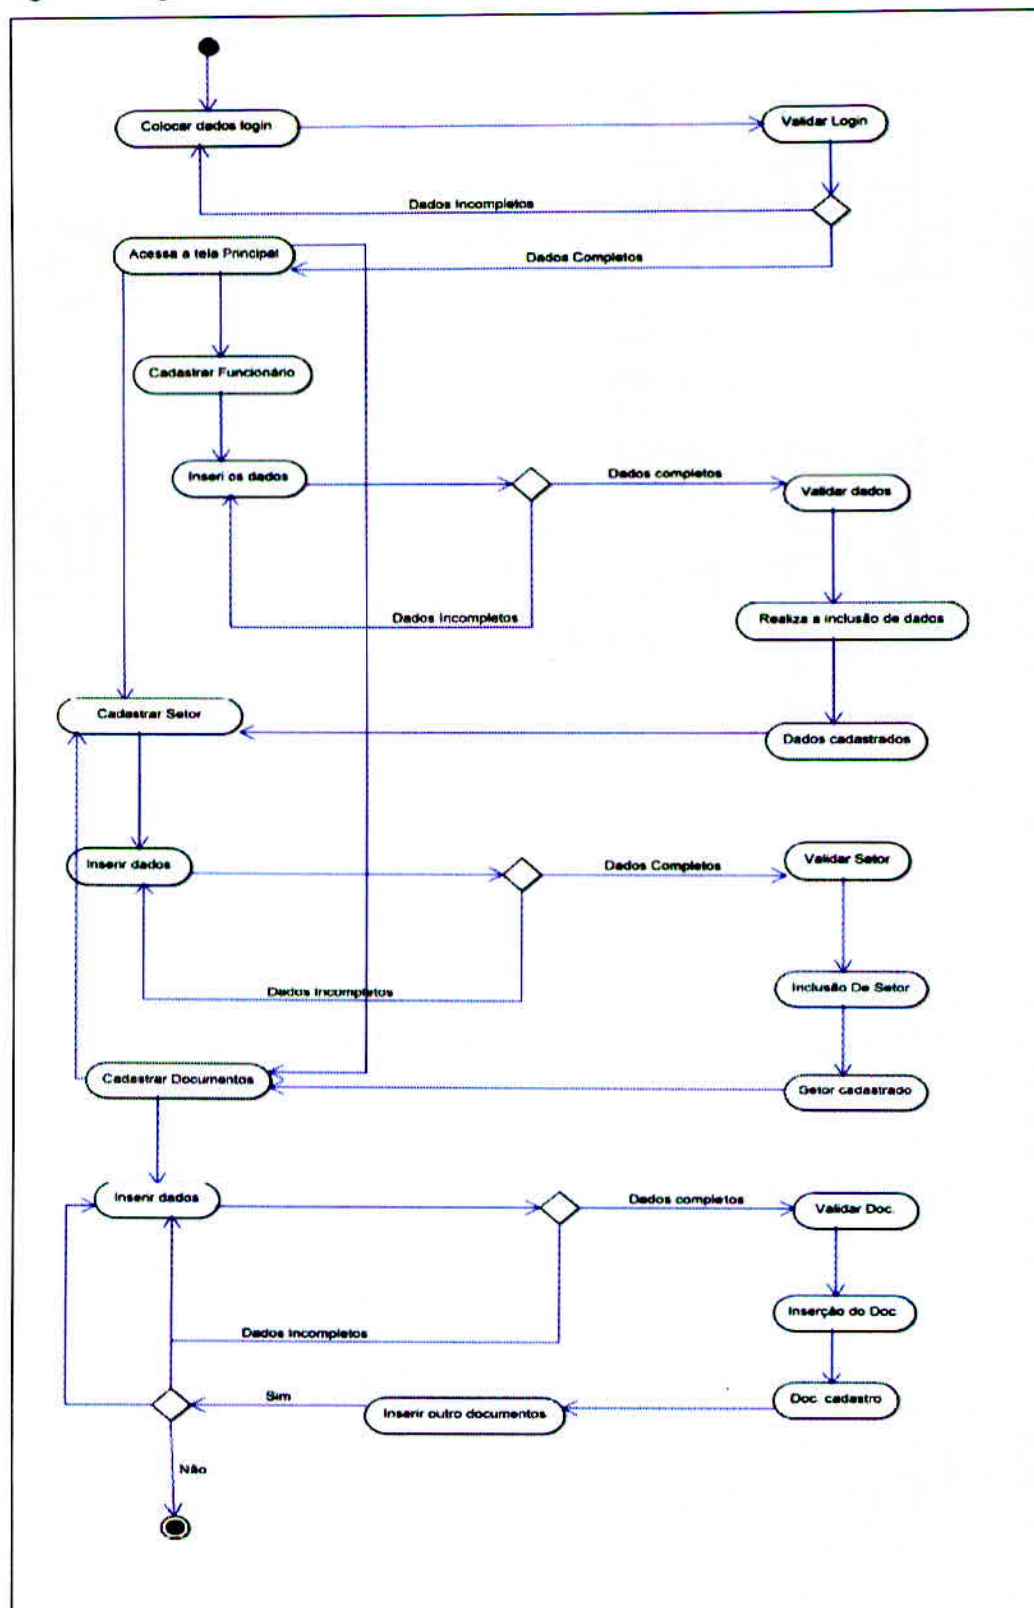 Colocar dados login
Validar Login
Dados Incompletos
Acessa a tela Principal
Dados Completos
Cadastrar Funcionário
Inseri os dados
Dados completos
Validar dados
Dados Incompletos
Realiza a inclusão de dados
Cadastrar Setor
Dados cadastrados
Inserir dados
Dados Completos
Validar Setor
Dados Incompletos
Inclusão De Setor
Cadastrar Documentos
Setor cadastrado
Inserir dados
Dados completos
Validar Doc.
Dados Incompletos
Inserção do Doc
Sim
Inserir outro documentos
Doc. cadastro
Não